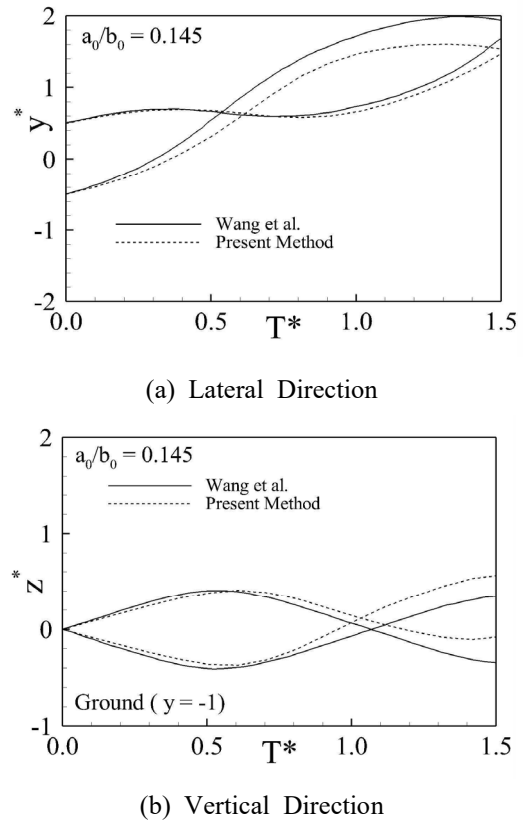 2
a₀/b₀ = 0.145
1
y*
0
Wang et al.
-1
Present Method
-2
0.0 0.5 1.0 1.5
T*
(a) Lateral Direction
2
a₀/b₀ = 0.145
Wang et al.
Present Method
1
z*
0
Ground ( y = -1)
-1
0.0 0.5 1.0 1.5
T*
(b) Vertical Direction